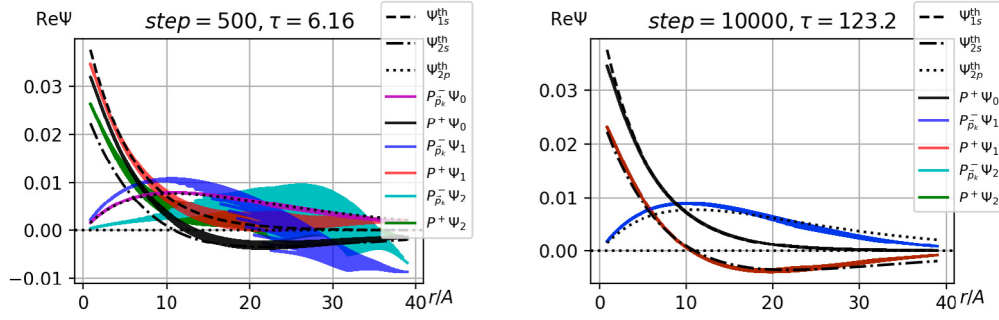 ReΨ
step = 500, τ = 6.16
0.03
0.02
0.01
0.00
−0.01
0
10
20
30
40
r/A
Ψ^th_1s
Ψ^th_2s
Ψ^th_2p
P^-_{p⃗_k} Ψ_0
P^+ Ψ_0
P^-_{p⃗_k} Ψ_1
P^+ Ψ_1
P^-_{p⃗_k} Ψ_2
P^+ Ψ_2
ReΨ
step = 10000, τ = 123.2
0.03
0.02
0.01
0.00
0
10
20
30
40
r/A
Ψ^th_1s
Ψ^th_2s
Ψ^th_2p
P^+ Ψ_0
P^-_{p⃗_k} Ψ_1
P^+ Ψ_1
P^-_{p⃗_k} Ψ_2
P^+ Ψ_2